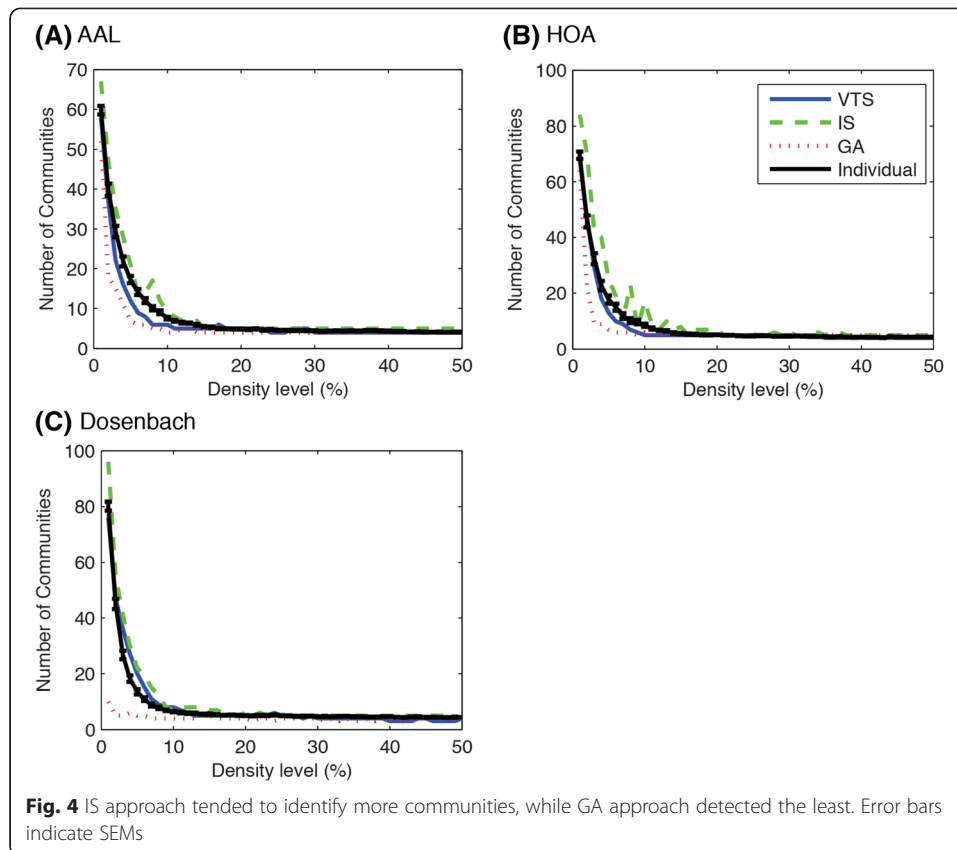 (A) AAL
70
60
50
40
30
20
10
0
Number of Communities
0 10 20 30 40 50
Density level (%)
(B) HOA
100
80
60
40
20
0
Number of Communities
0 10 20 30 40 50
Density level (%)
VTS
IS
GA
Individual
(C) Dosenbach
100
80
60
40
20
0
Number of Communities
0 10 20 30 40 50
Density level (%)
Fig. 4 IS approach tended to identify more communities, while GA approach detected the least. Error bars
indicate SEMs